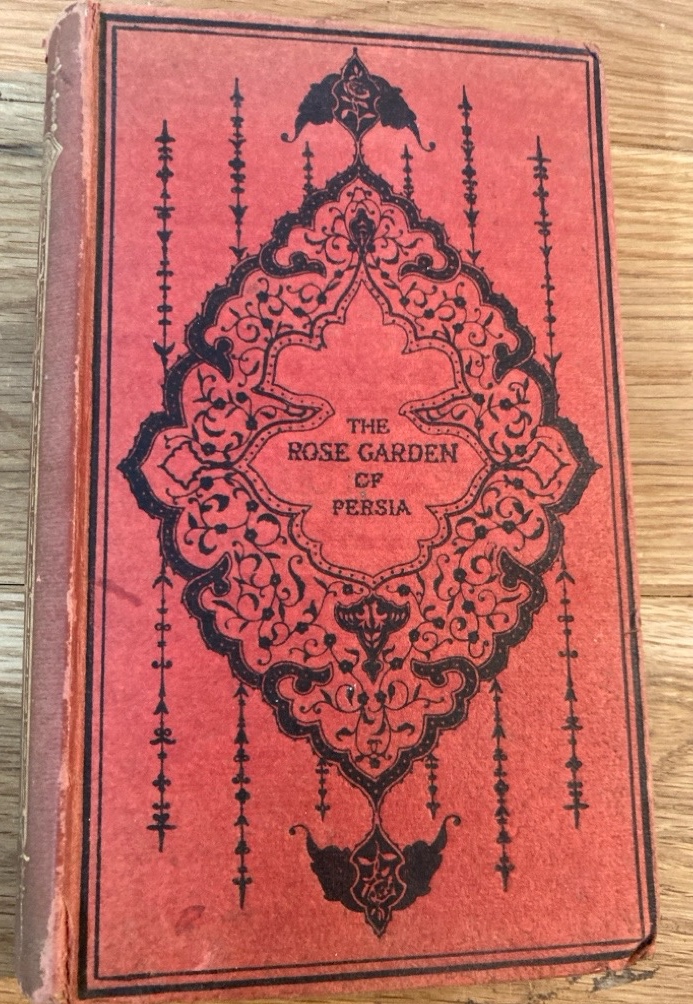 THE
ROSE GARDEN
OF
PERSIA